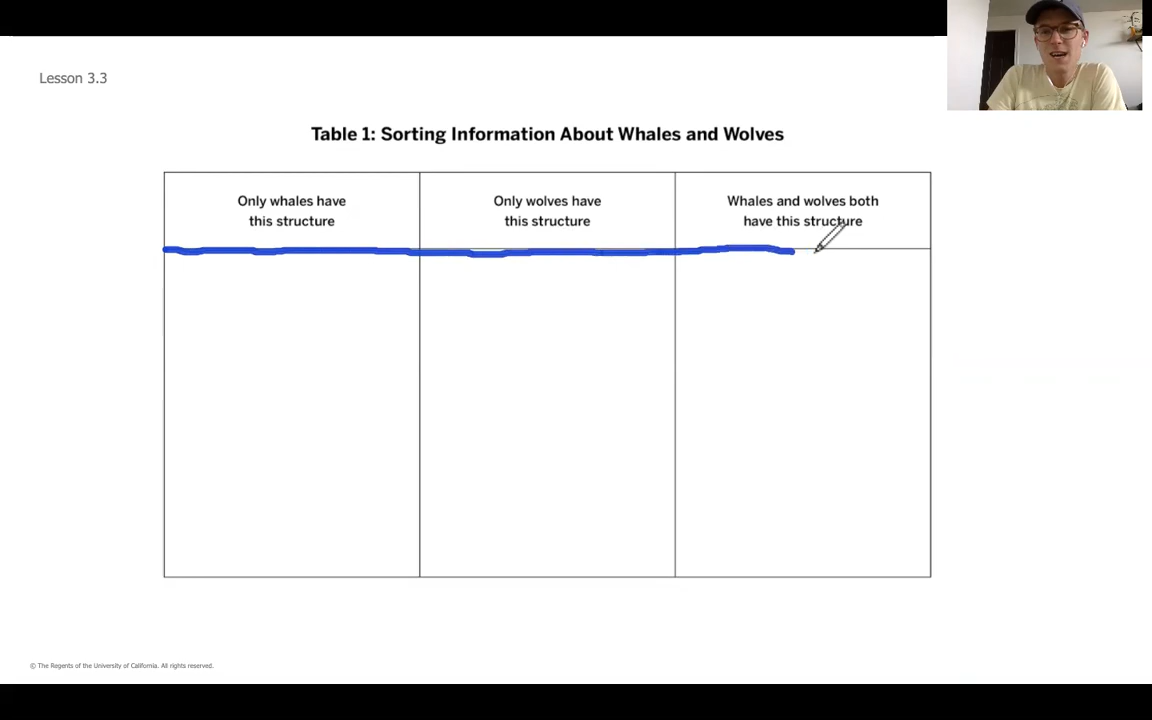 Lesson 3.3
Table 1: Sorting Information About Whales and Wolves
Only whales have
this structure
Only wolves have
this structure
Whales and wolves both
have this structure
© The Regents of the University of California. All rights reserved.